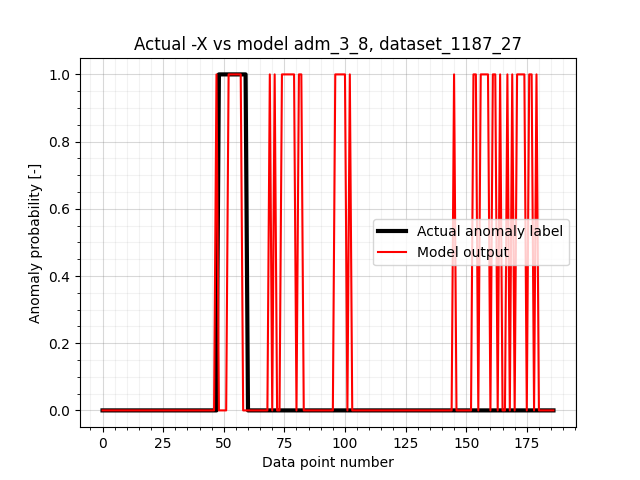 Actual -X vs model adm_3_8, dataset_1187_27
1.0
0.8
0.6
0.4
0.2
0.0
Anomaly probability [-]
Actual anomaly label
Model output
0 25 50 75 100 125 150 175
Data point number